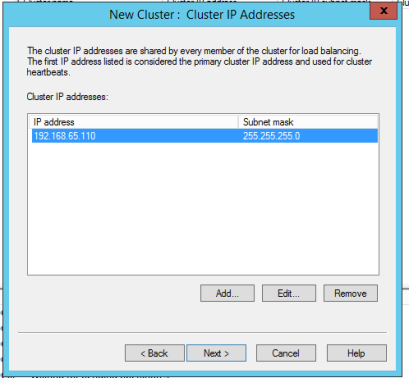 New Cluster : Cluster IP Addresses
x
The cluster IP addresses are shared by every member of the cluster for load balancing.
The first IP address listed is considered the primary cluster IP address and used for cluster
heartbeats.
Cluster IP addresses:
IP address Subnet mask
192.168.65.110 255.255.255.0
Add... Edit... Remove
< Back Next > Cancel Help